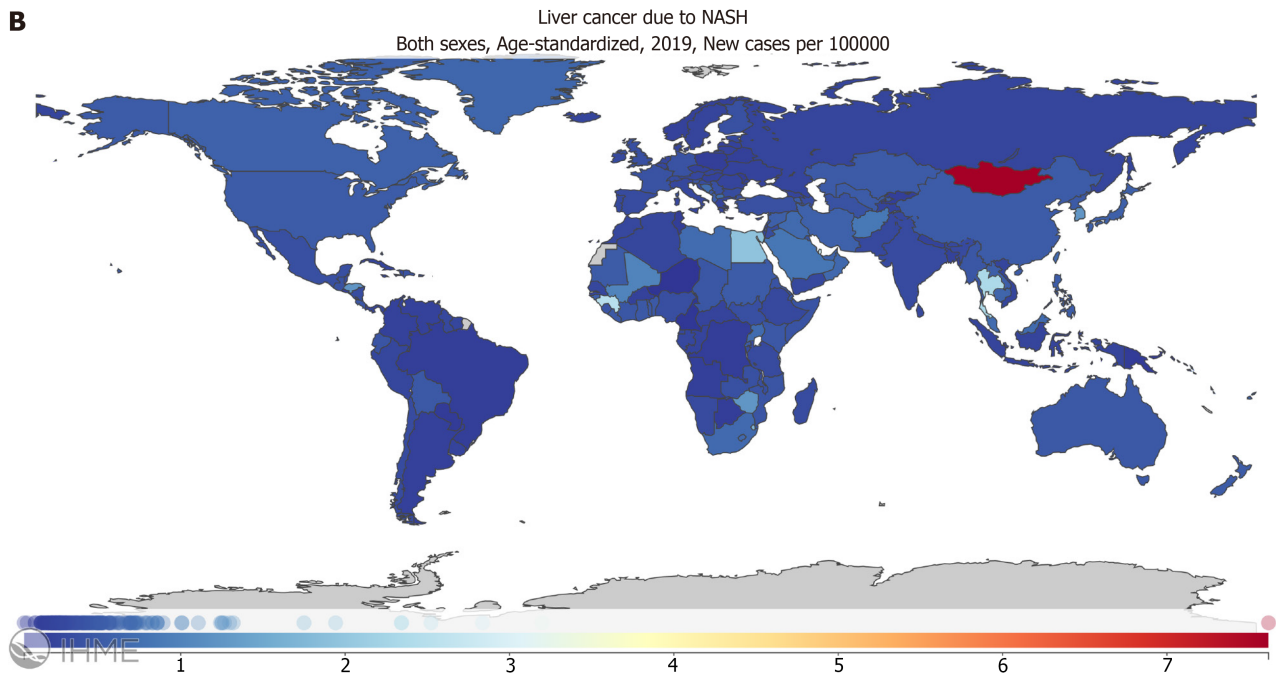 B
Liver cancer due to NASH
Both sexes, Age-standardized, 2019, New cases per 100000
IHME
1 2 3 4 5 6 7